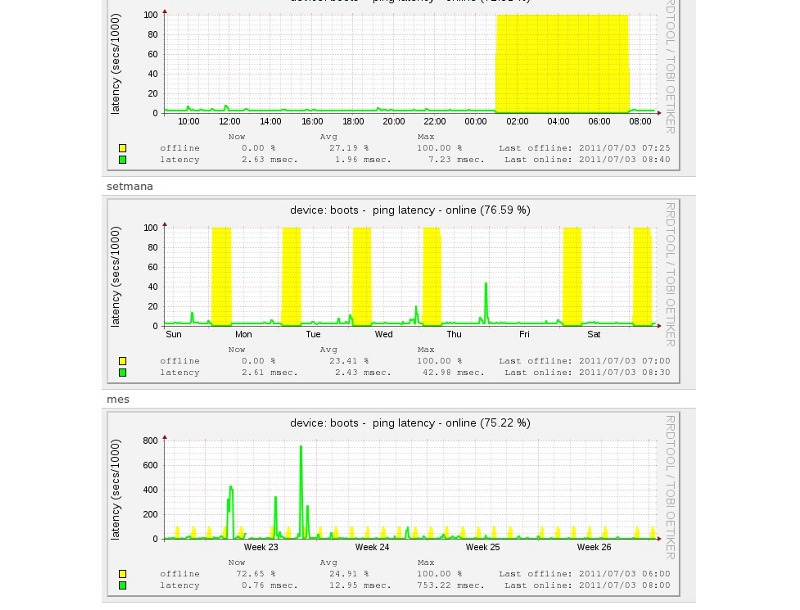 device: boots - ping latency - online
100
80
60
40
20
0
latency (secs/1000)
10:00 12:00 14:00 16:00 18:00 20:00 22:00 00:00 02:00 04:00 06:00 08:00
RRDTOOL / TOBI OETIKER
Now Avg Max
offline 0.00 % 27.19 % 100.00 % Last offline: 2011/07/03 07:25
latency 2.63 msec. 1.96 msec. 7.23 msec. Last online: 2011/07/03 08:40
setmana
device: boots - ping latency - online (76.59 %)
100
80
60
40
20
0
latency (secs/1000)
Sun Mon Tue Wed Thu Fri Sat
RRDTOOL / TOBI OETIKER
Now Avg Max
offline 0.00 % 23.41 % 100.00 % Last offline: 2011/07/03 07:00
latency 2.61 msec. 2.43 msec. 42.98 msec. Last online: 2011/07/03 08:30
mes
device: boots - ping latency - online (75.22 %)
800
600
400
200
0
latency (secs/1000)
Week 23 Week 24 Week 25 Week 26
RRDTOOL / TOBI OETIKER
Now Avg Max
offline 72.65 % 24.91 % 100.00 % Last offline: 2011/07/03 06:00
latency 0.76 msec. 12.95 msec. 753.22 msec. Last online: 2011/07/03 08:00